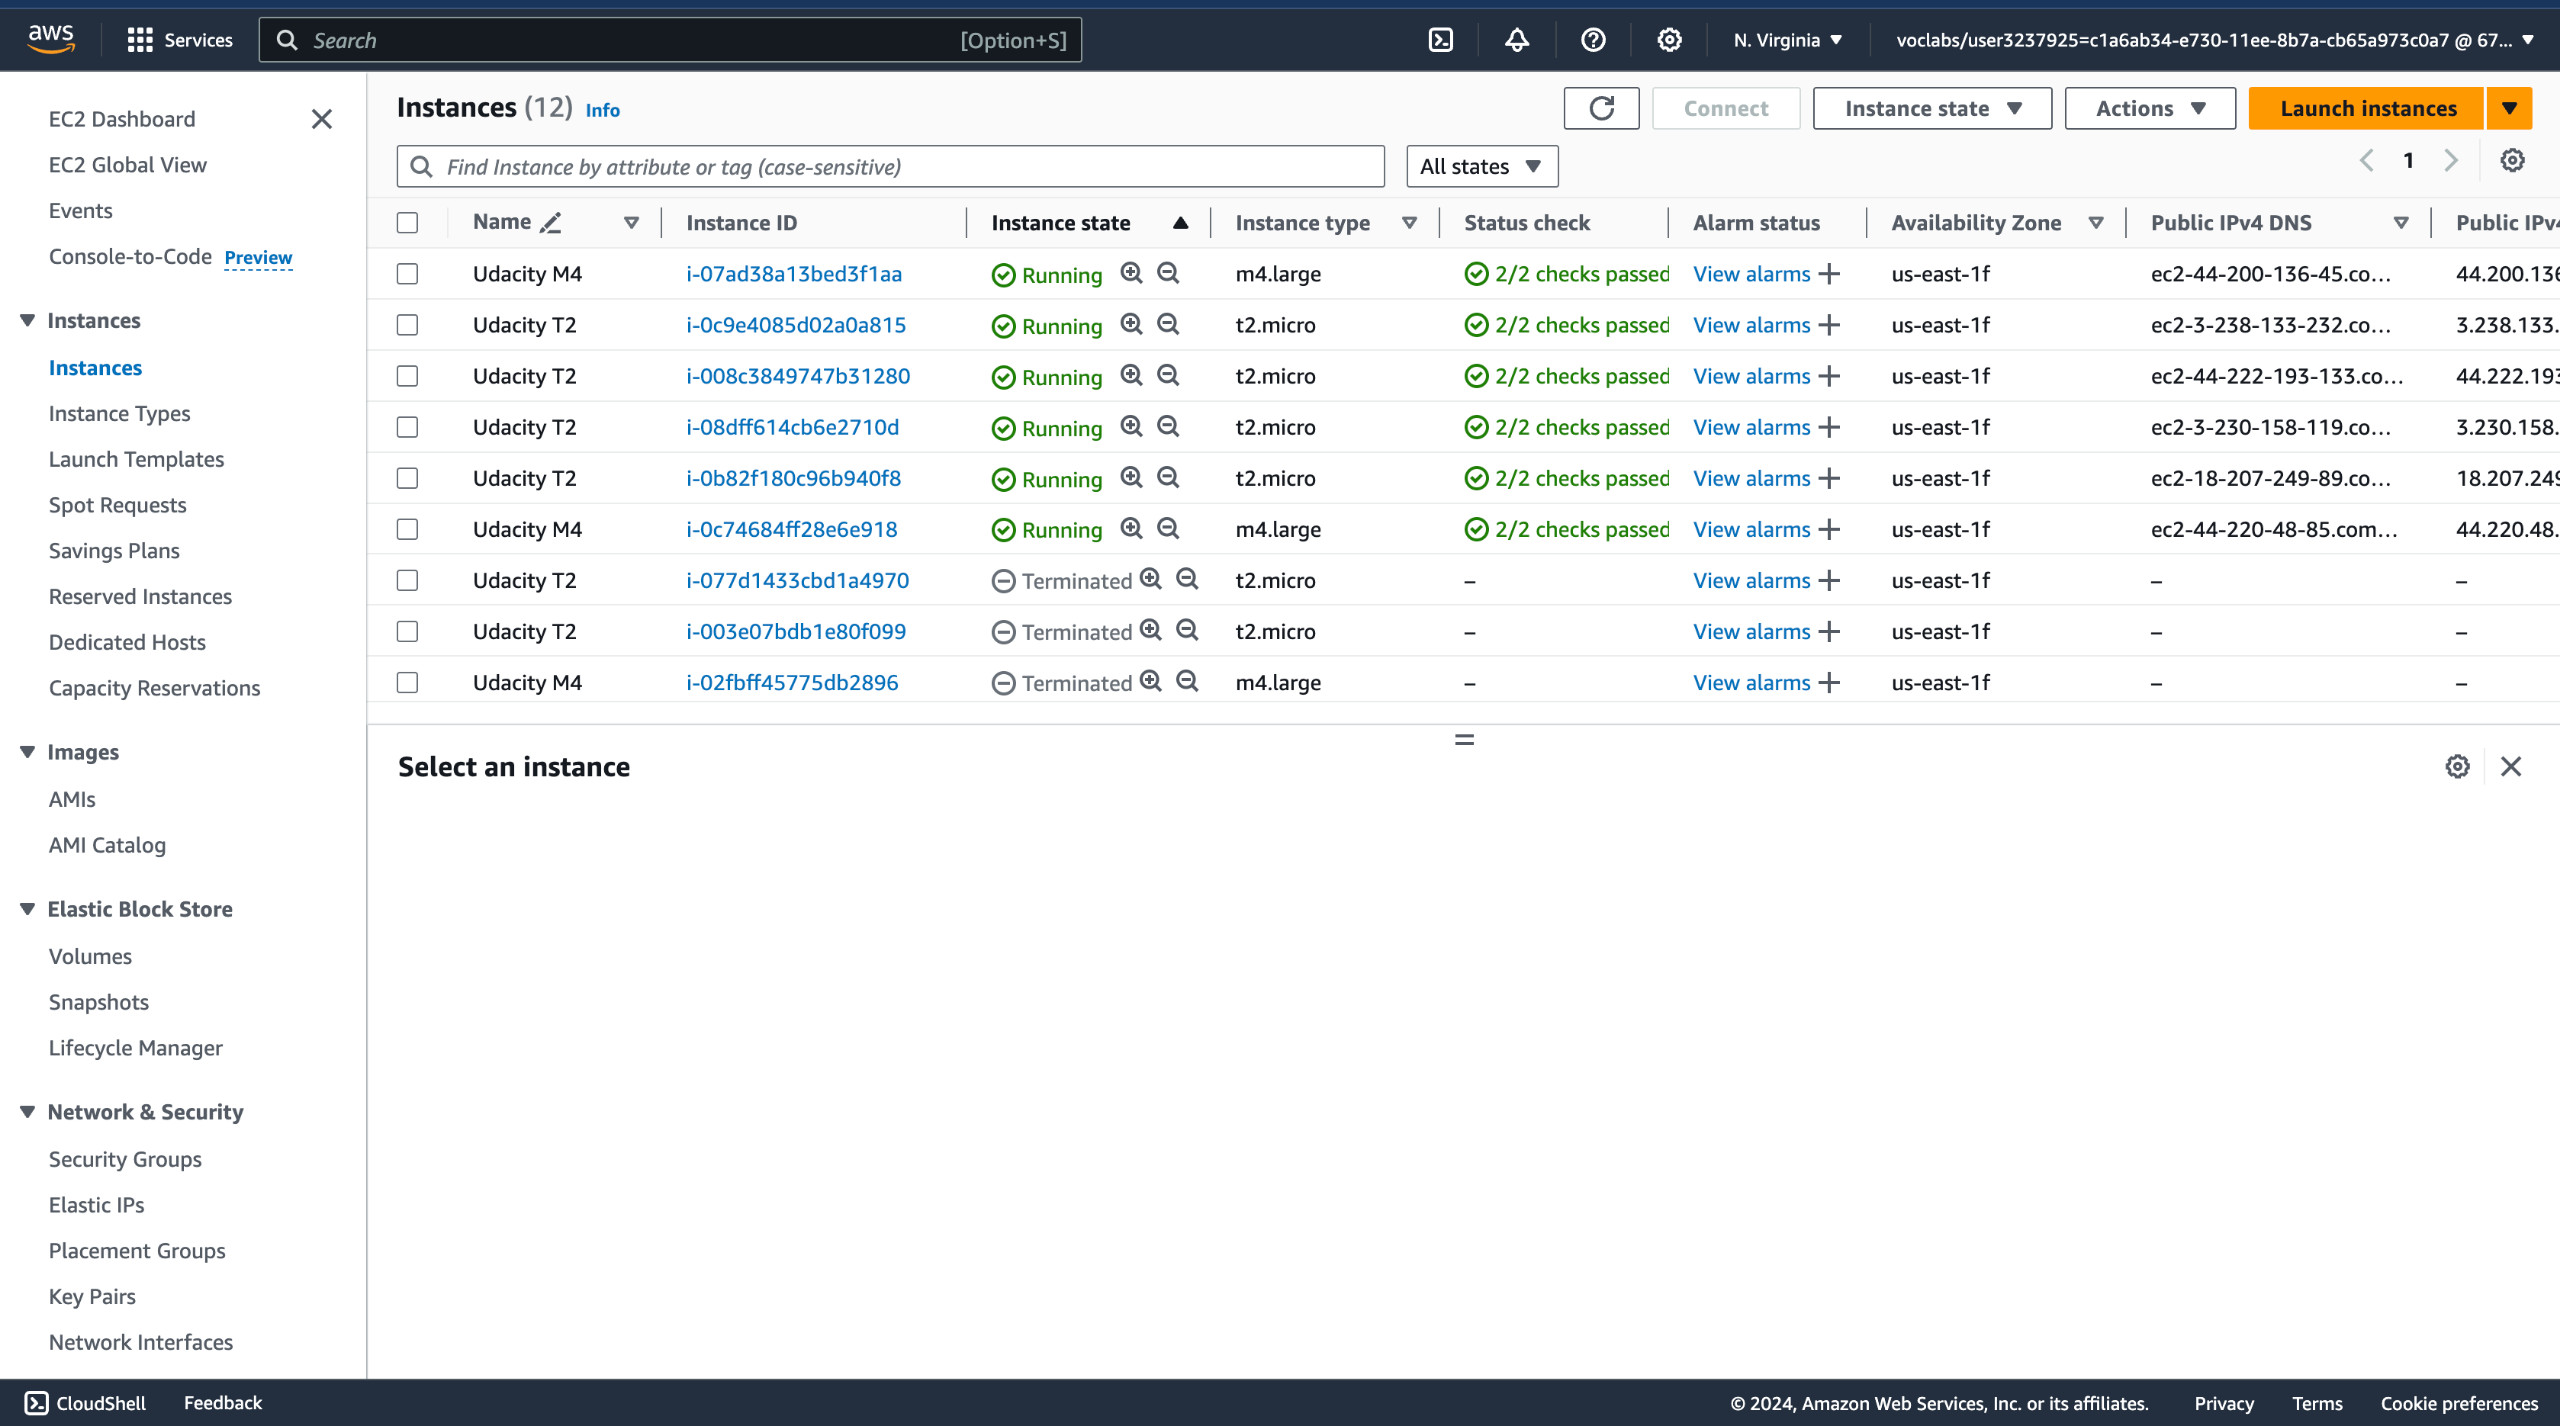 aws Services Search [Option+S] N. Virginia voclabs/user3237925=c1a6ab34-e730-11ee-8b7a-cb65a973c0a7 @ 67...
EC2 Dashboard
EC2 Global View
Events
Console-to-Code Preview
Instances
Instances
Instance Types
Launch Templates
Spot Requests
Savings Plans
Reserved Instances
Dedicated Hosts
Capacity Reservations
Images
AMIs
AMI Catalog
Elastic Block Store
Volumes
Snapshots
Lifecycle Manager
Network & Security
Security Groups
Elastic IPs
Placement Groups
Key Pairs
Network Interfaces
Instances (12) Info Connect Instance state Actions Launch instances
Find Instance by attribute or tag (case-sensitive) All states 1
Name Instance ID Instance state Instance type Status check Alarm status Availability Zone Public IPv4 DNS Public IPv4
Udacity M4 i-07ad38a13bed3f1aa Running m4.large 2/2 checks passed View alarms + us-east-1f ec2-44-200-136-45.co... 44.200.136
Udacity T2 i-0c9e4085d02a0a815 Running t2.micro 2/2 checks passed View alarms + us-east-1f ec2-3-238-133-232.co... 3.238.133.
Udacity T2 i-008c3849747b31280 Running t2.micro 2/2 checks passed View alarms + us-east-1f ec2-44-222-193-133.co... 44.222.193
Udacity T2 i-08dff614cb6e2710d Running t2.micro 2/2 checks passed View alarms + us-east-1f ec2-3-230-158-119.co... 3.230.158.
Udacity T2 i-0b82f180c96b940f8 Running t2.micro 2/2 checks passed View alarms + us-east-1f ec2-18-207-249-89.co... 18.207.249
Udacity M4 i-0c74684ff28e6e918 Running m4.large 2/2 checks passed View alarms + us-east-1f ec2-44-220-48-85.com... 44.220.48.
Udacity T2 i-077d1433cbd1a4970 Terminated t2.micro – View alarms + us-east-1f – –
Udacity T2 i-003e07bdb1e80f099 Terminated t2.micro – View alarms + us-east-1f – –
Udacity M4 i-02fbff45775db2896 Terminated m4.large – View alarms + us-east-1f – –
Select an instance
CloudShell Feedback © 2024, Amazon Web Services, Inc. or its affiliates. Privacy Terms Cookie preferences